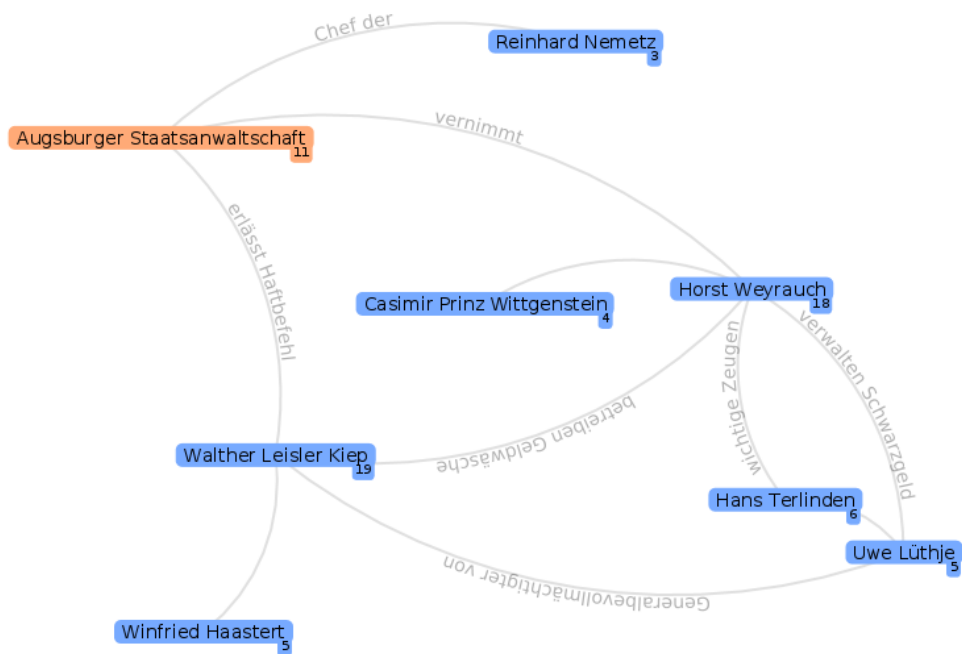 Chef der
Reinhard Nemetz
3
vernimmt
Augsburger Staatsanwaltschaft
11
erlässt Haftbefehl
Horst Weyrauch
18
Casimir Prinz Wittgenstein
4
wichtige Zeugen
verwalten Schwarzgeld
betreiben Geldwäsche
Walther Leisler Kiep
19
Hans Terlinden
6
Uwe Lüthje
5
Generalbevollmächtigter von
Winfried Haastert
5